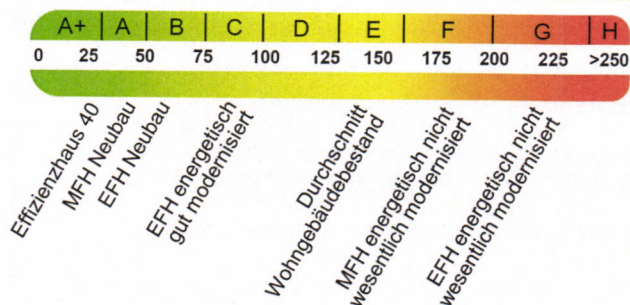 A+ A B C D E F G H
0 25 50 75 100 125 150 175 200 225 >250
Effizienzhaus 40
MFH Neubau
EFH Neubau
EFH energetisch
gut modernisiert
Durchschnitt
Wohngebäudebestand
MFH energetisch nicht
wesentlich modernisiert
EFH energetisch nicht
wesentlich modernisiert